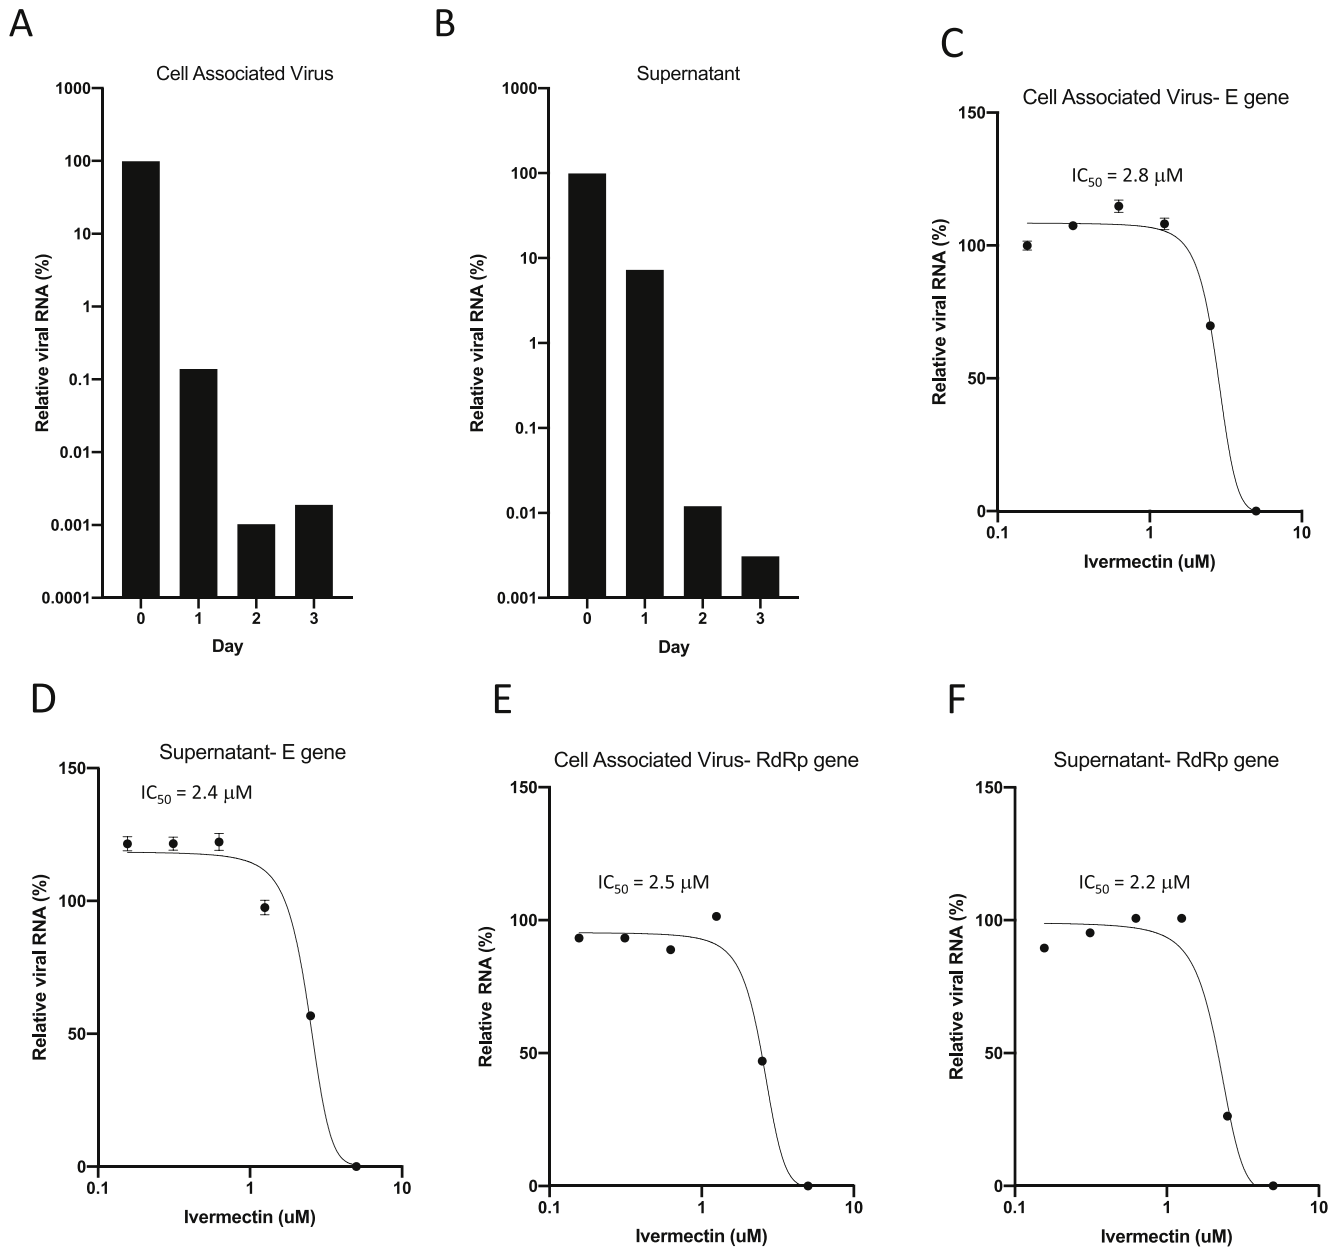 A
Cell Associated Virus
Relative viral RNA (%)
1000
100
10
1
0.1
0.01
0.001
0.0001
0 1 2 3
Day
B
Supernatant
Relative viral RNA (%)
1000
100
10
1
0.1
0.01
0.001
0 1 2 3
Day
C
Cell Associated Virus- E gene
IC50 = 2.8 μM
Relative viral RNA (%)
150
100
50
0
0.1 1 10
Ivermectin (uM)
D
Supernatant- E gene
IC50 = 2.4 μM
Relative viral RNA (%)
150
100
50
0
0.1 1 10
Ivermectin (uM)
E
Cell Associated Virus- RdRp gene
IC50 = 2.5 μM
Relative RNA (%)
150
100
50
0
0.1 1 10
Ivermectin (uM)
F
Supernatant- RdRp gene
IC50 = 2.2 μM
Relative viral RNA (%)
150
100
50
0
0.1 1 10
Ivermectin (uM)